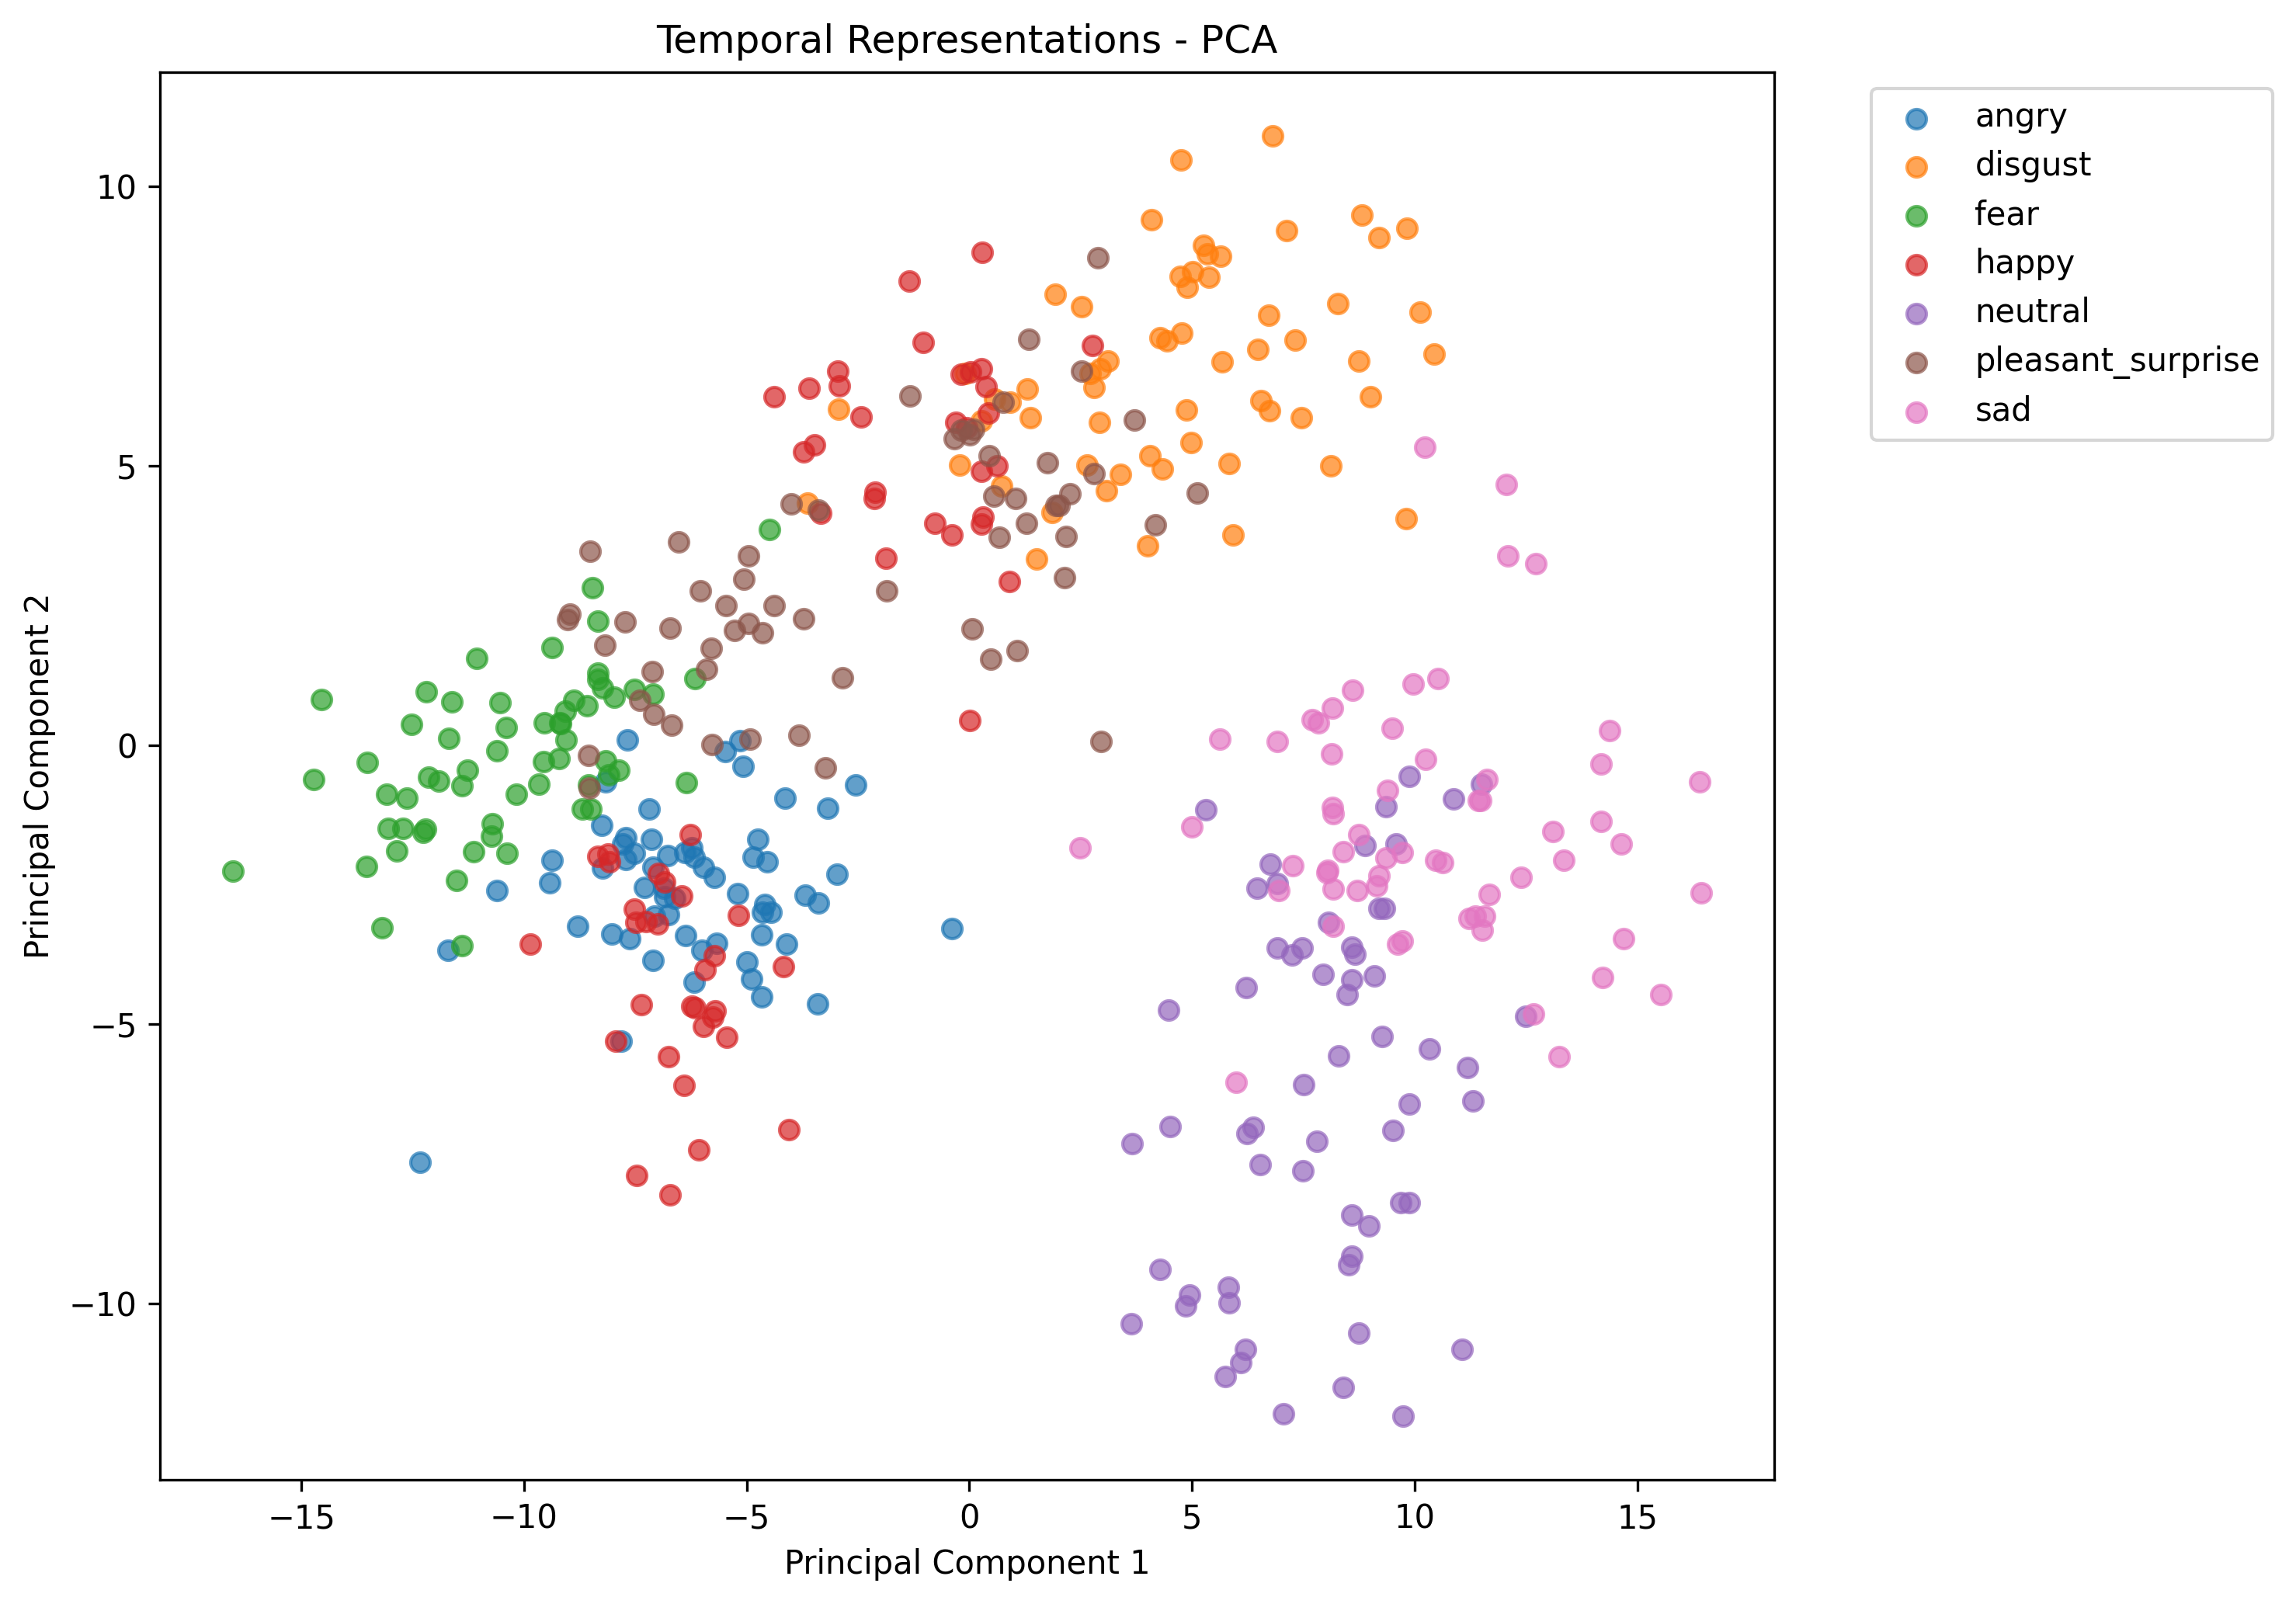 Temporal Representations - PCA
angry
disgust
fear
happy
neutral
pleasant_surprise
sad
10
5
0
−5
−10
Principal Component 2
−15
−10
−5
0
5
10
15
Principal Component 1